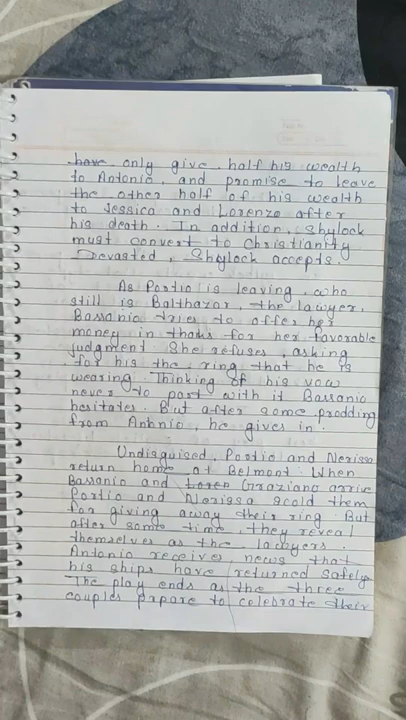 have only give half his wealth
to Antonio, and promise to leave
the other half of his wealth
to Jessica and Lorenzo after
his death. In addition, Shylock
must convert to Christianity
Devasted, Shylock accepts.
As Portio is leaving, who
still is Balthazar, the lawyer,
Bassanio tries to offer her
money in thanks for her favorable
judgment. She refuses, asking
for his the ring that he is
wearing. Thinking of his vow
never to part with it Bassanio
hesitates. But after some prodding
from Antonio, he gives in.
Undisguised, Portio and Nerissa
return home at Belmont. When
Bassanio and Loren Graziano arrive
Portio and Nerissa scold them
for giving away their ring. But
after some time, they reveal
themselves as the lawyers.
Antonio receives news that
his ships have returned safely.
The play ends as the three
couples prpare to celebrate their